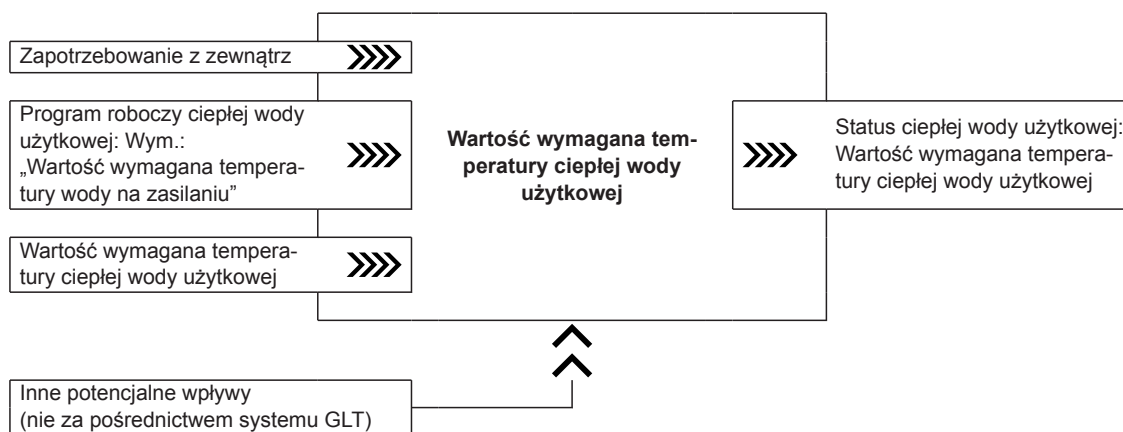 Zapotrzebowanie z zewnątrz
Program roboczy ciepłej wody
użytkowej: Wym.:
„Wartość wymagana tempera-
tury wody na zasilaniu”
Wartość wymagana tempera-
tury ciepłej wody użytkowej
Wartość wymagana tem-
peratury ciepłej wody
użytkowej
Status ciepłej wody użytkowej:
Wartość wymagana tempera-
tury ciepłej wody użytkowej
Inne potencjalne wpływy
(nie za pośrednictwem systemu GLT)